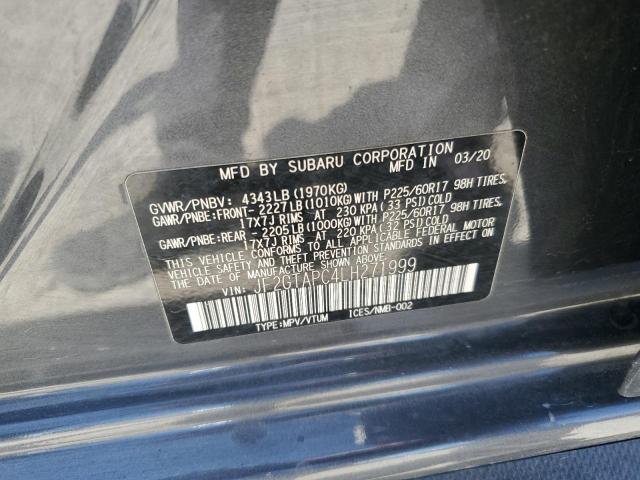 MFD BY SUBARU CORPORATION
MFD IN 03/20
GVWR/PNBV: 4343LB (1970KG)
GAWR/PNBE:FRONT- 2227LB(1010KG)WITH P225/60R17 98H TIRES,
17X7J RIMS AT 230 KPA(33 PSI)COLD
GAWR/PNBE:REAR - 2205LB(1000KG)WITH P225/60R17 98H TIRES,
17X7J RIMS AT 220 KPA(32 PSI)COLD
THIS VEHICLE CONFORMS TO ALL APPLICABLE FEDERAL MOTOR
VEHICLE SAFETY AND THEFT PREVENTION STANDARDS IN EFFECT
ON THE DATE OF MANUFACTURE SHOWN ABOVE.
VIN: JF2GTAPC4LH271999
TYPE:MPV/VTUM ICES/NMB-002